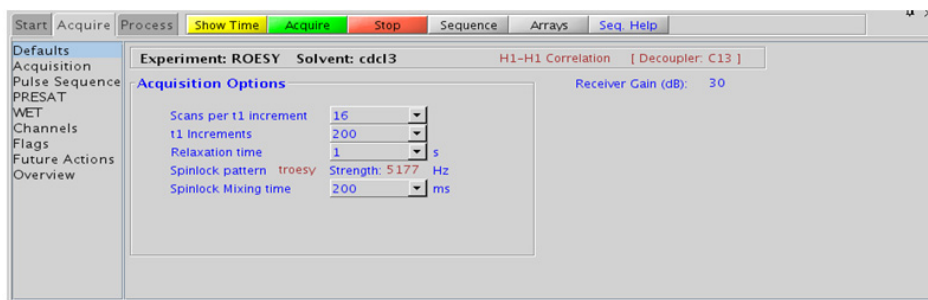 Start Acquire Process Show Time Acquire Stop Sequence Arrays Seq. Help
Defaults
Acquisition
Pulse Sequence
PRESAT
WET
Channels
Flags
Future Actions
Overview
Experiment: ROESY Solvent: cdcl3 H1-H1 Correlation [ Decoupler: C13 ]
Acquisition Options
Receiver Gain (dB): 30
Scans per t1 increment 16
t1 Increments 200
Relaxation time 1 s
Spinlock pattern troesy Strength: 5177 Hz
Spinlock Mixing time 200 ms